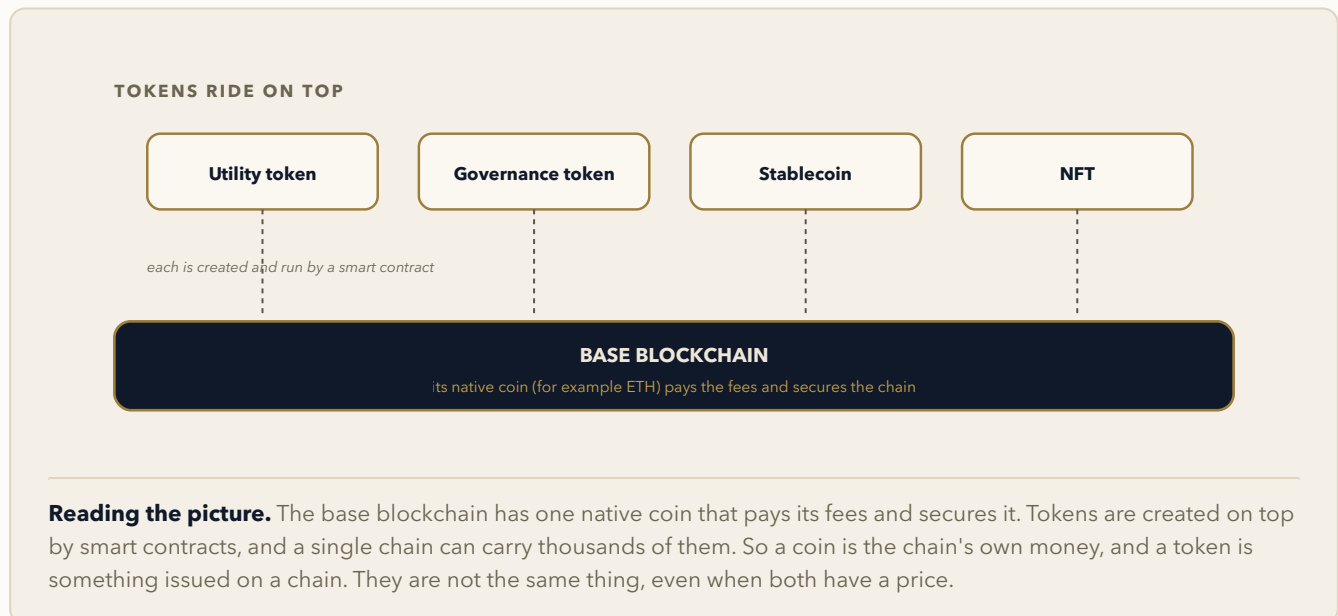 TOKENS RIDE ON TOP
Utility token
Governance token
Stablecoin
NFT
each is created and run by a smart contract
BASE BLOCKCHAIN
its native coin (for example ETH) pays the fees and secures the chain
Reading the picture. The base blockchain has one native coin that pays its fees and secures it. Tokens are created on top
by smart contracts, and a single chain can carry thousands of them. So a coin is the chain's own money, and a token is
something issued on a chain. They are not the same thing, even when both have a price.